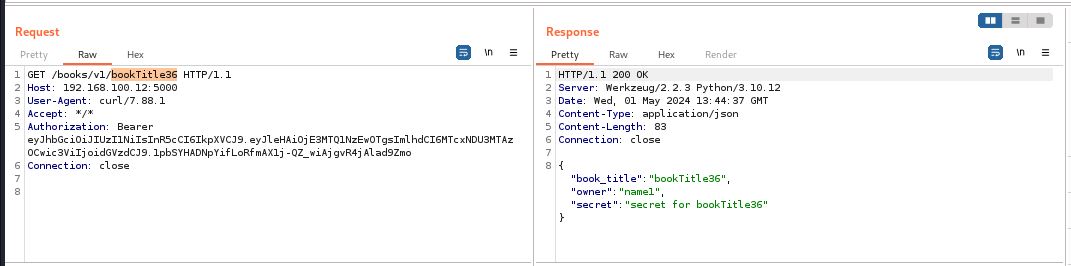 Request
Pretty Raw Hex
\n
1 GET /books/v1/bookTitle36 HTTP/1.1
2 Host: 192.168.100.12:5000
3 User-Agent: curl/7.88.1
4 Accept: */*
5 Authorization: Bearer
eyJhbGciOiJIUzI1NiIsInR5cCI6IkpXVCJ9.eyJleHAiOjE3MTQ1NzEwOTgsImlhdCI6MTcxNDU3MTAz
OCwic3ViIjoidGVzdCJ9.1pbSYHADNpYifLoRfmAX1j-QZ_wiAjgvR4jAlad9Zmo
6 Connection: close
7
8
Response
Pretty Raw Hex Render
\n
1 HTTP/1.1 200 OK
2 Server: Werkzeug/2.2.3 Python/3.10.12
3 Date: Wed, 01 May 2024 13:44:37 GMT
4 Content-Type: application/json
5 Content-Length: 83
6 Connection: close
7
8 {
"book_title":"bookTitle36",
"owner":"name1",
"secret":"secret for bookTitle36"
}